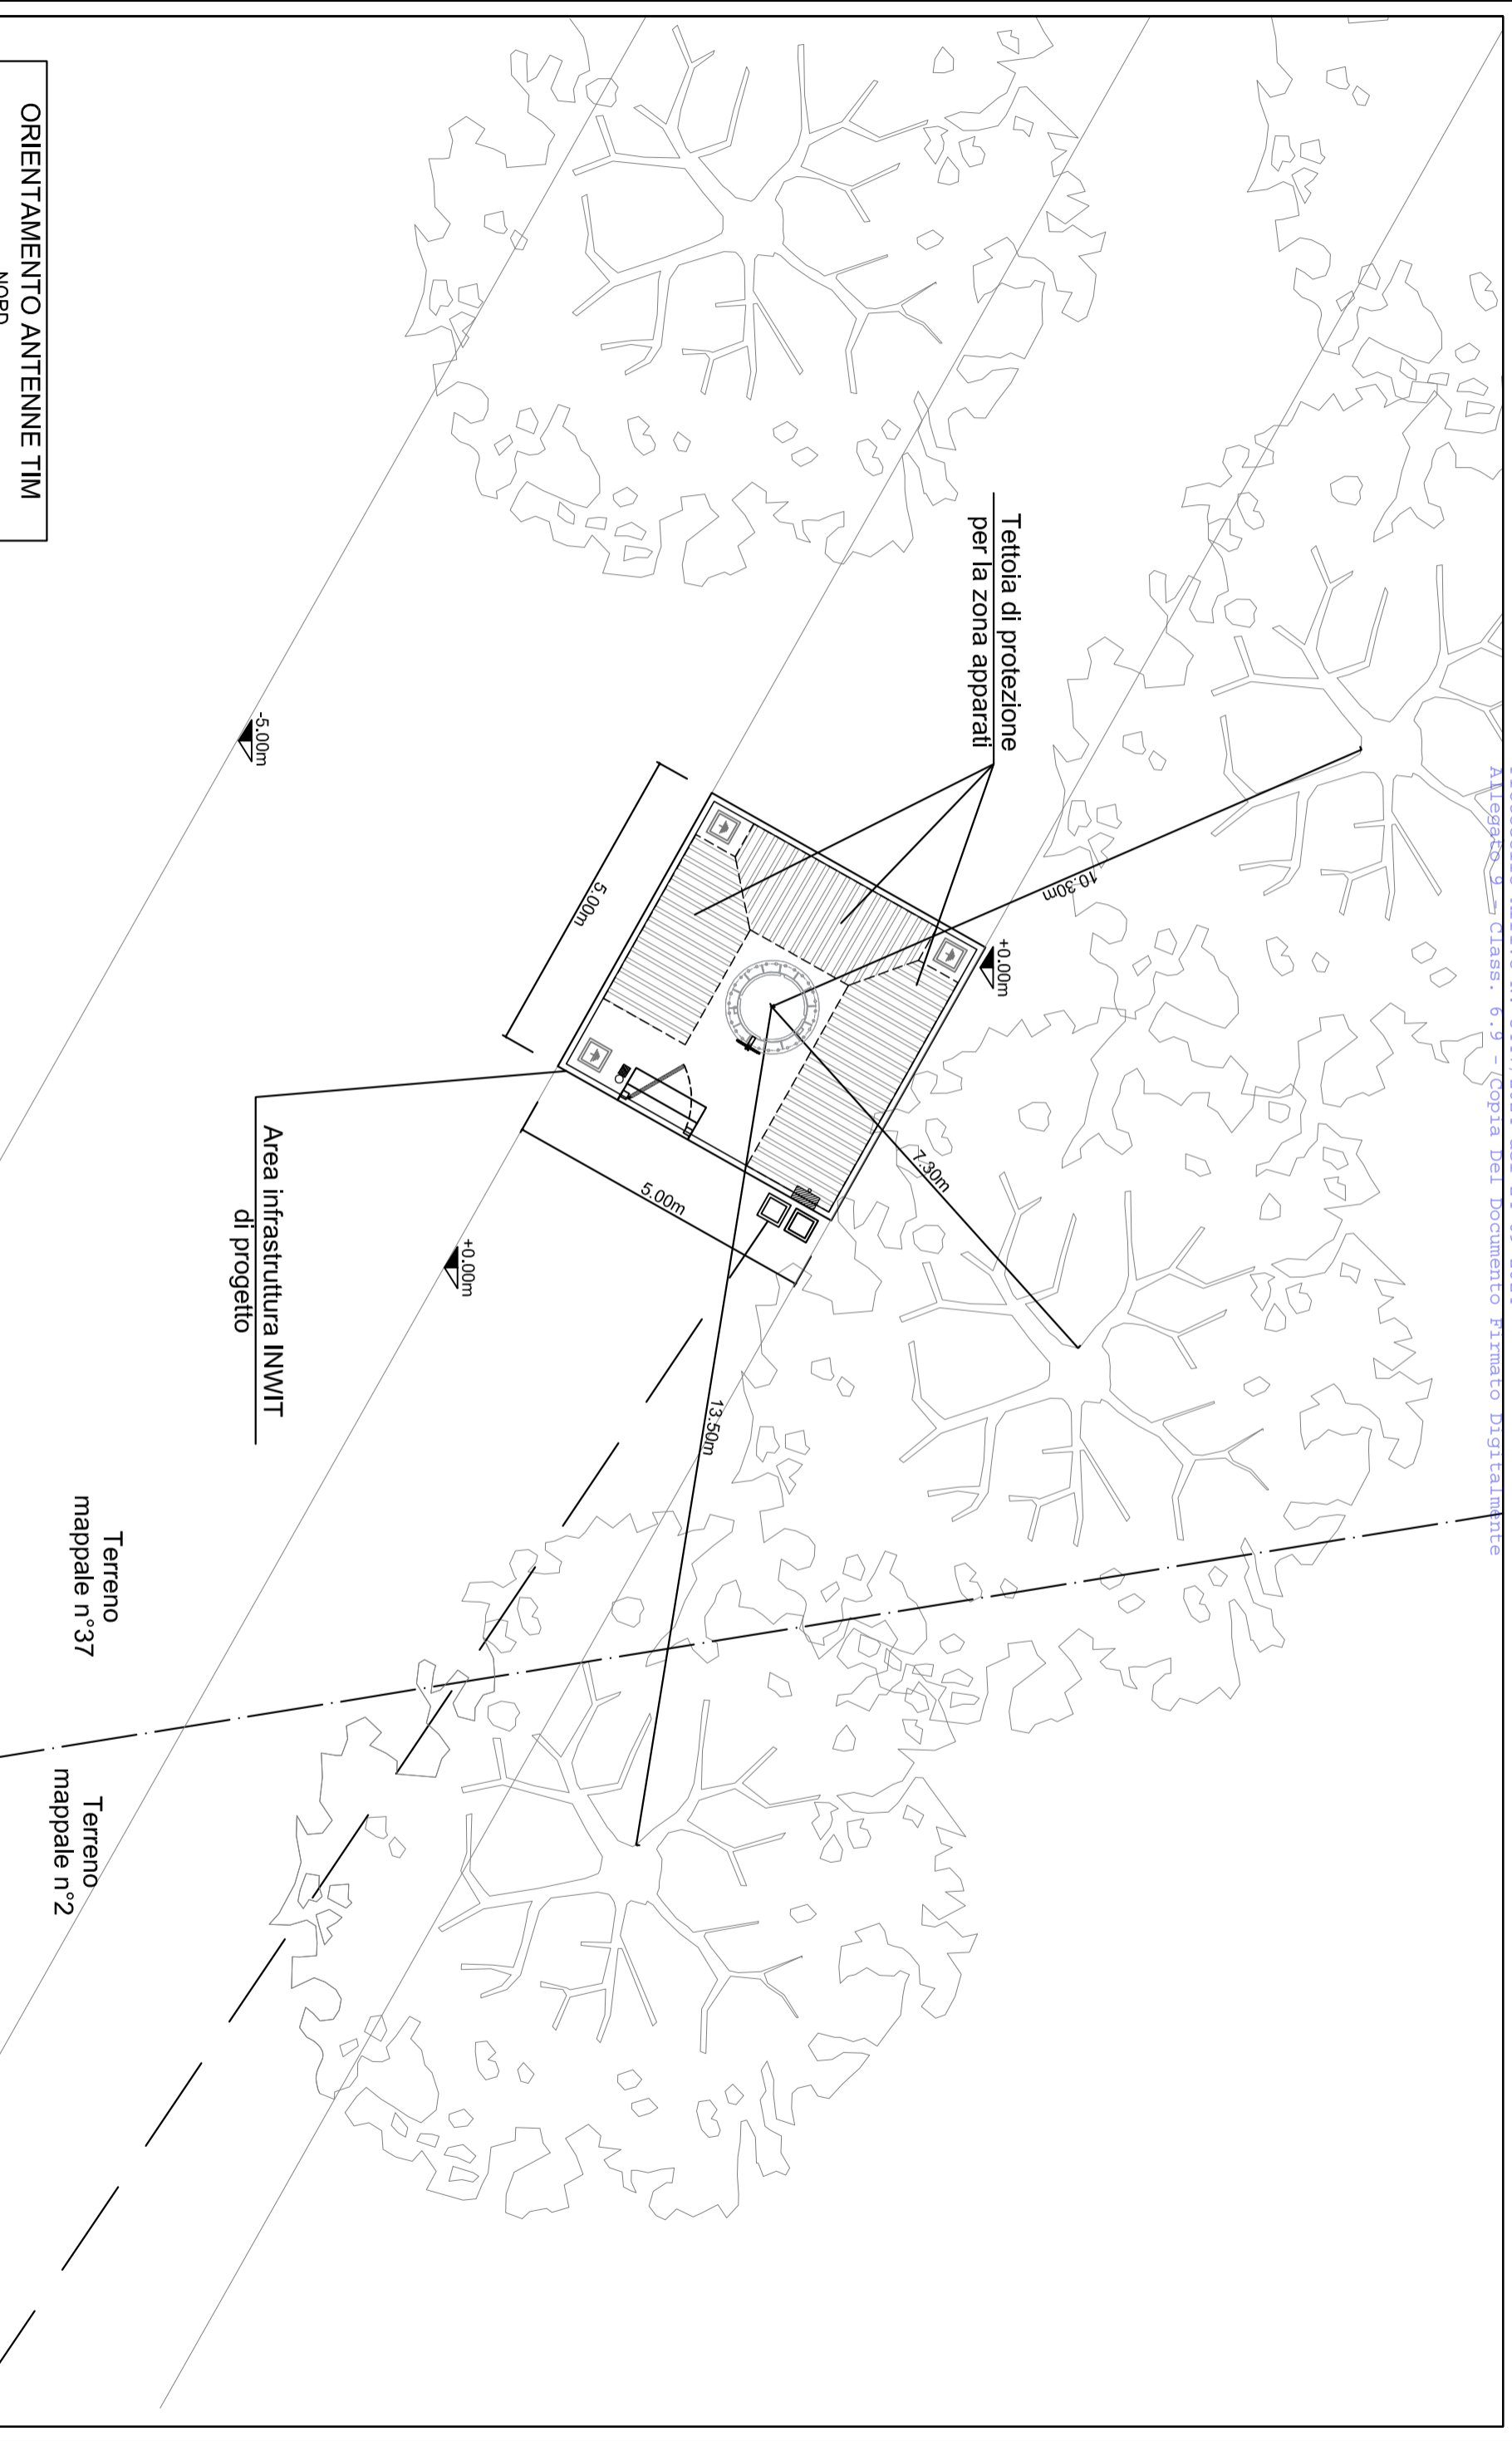 Allegato 9 - Class. 6.9 - Copia Del Documento Firmato Digitalmente
Tettoia di protezione
per la zona apparati
10.30m
+0.00m
7.30m
5.00m
5.00m
13.50m
-5.00m
+0.00m
Area infrastruttura INWIT
di progetto
Terreno
mappale n°37
Terreno
mappale n°2
ORIENTAMENTO ANTENNE TIM
NORD